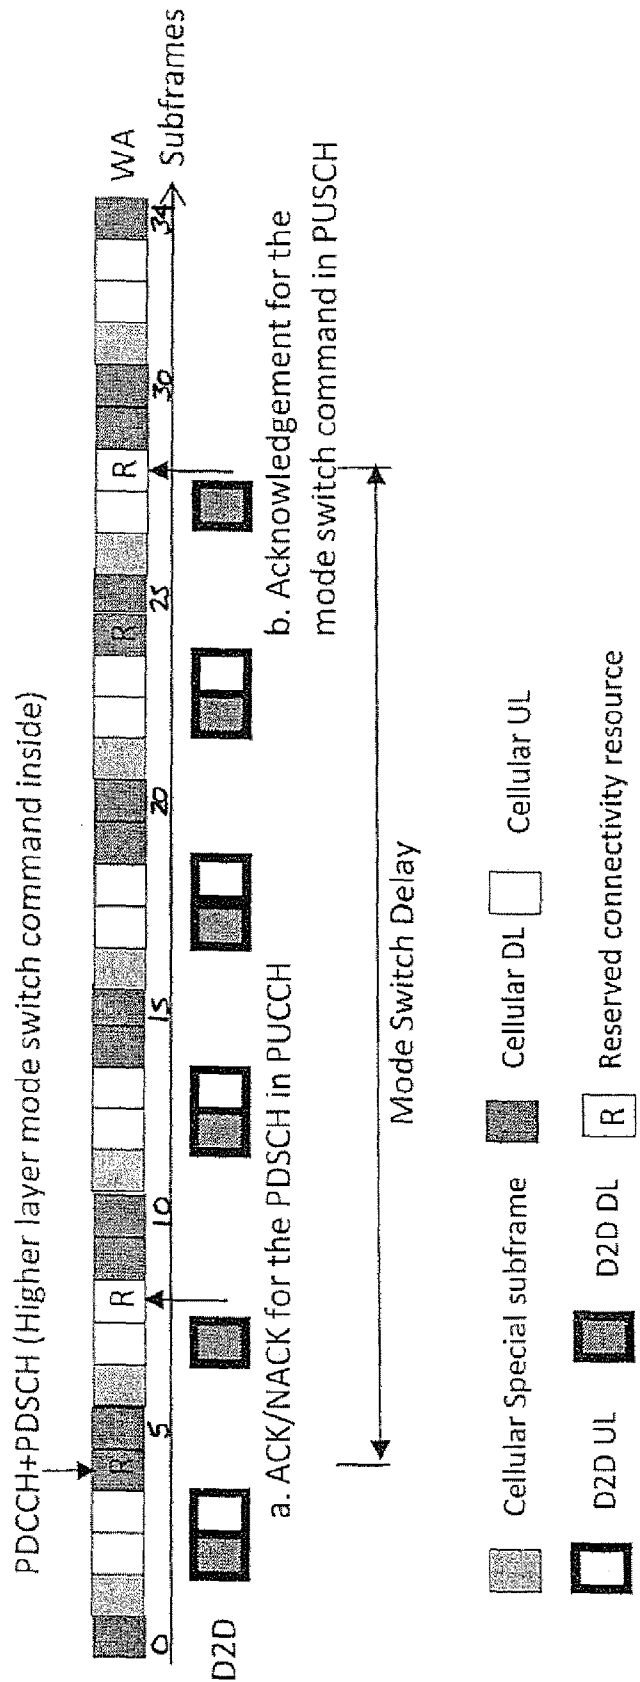 PDCCH+PDSCH (Higher layer mode switch command inside)
R R R R WA
0 5 10 15 20 25 30 34 Subframes
D2D
a. ACK/NACK for the PDSCH in PUCCH
b. Acknowledgement for the
mode switch command in PUSCH
Mode Switch Delay
Cellular Special subframe
Cellular DL
Cellular UL
D2D UL
D2D DL
R Reserved connectivity resource